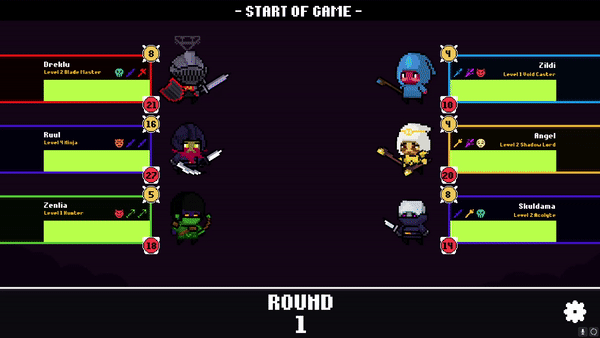 - START OF GAME -
8
Dreklu
Level 2 Blade Master
21
16
Ruul
Level 4 Ninja
27
5
Zenlia
Level 1 Hunter
18
4
Zildi
Level 1 Void Caster
10
4
Angel
Level 2 Shadow Lord
20
8
Skuldama
Level 2 Acolyte
14
ROUND
1